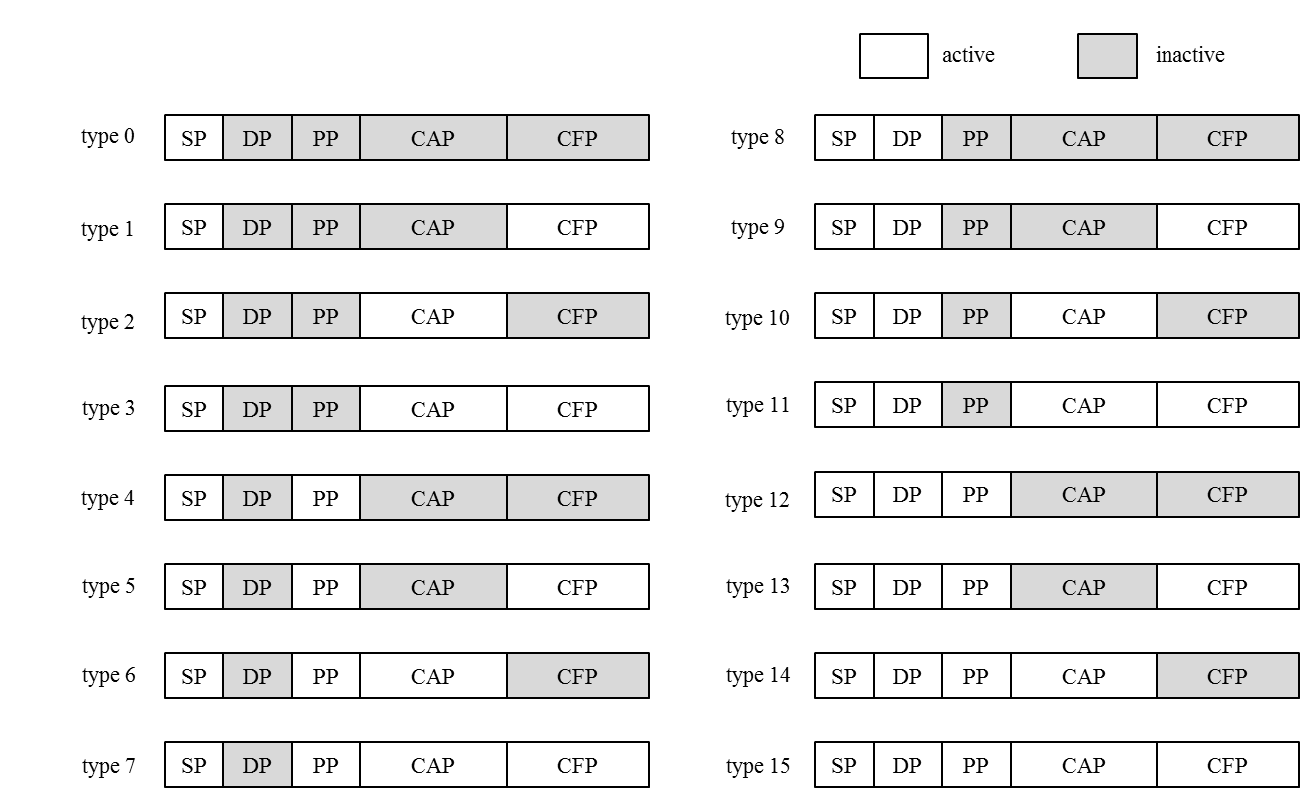 active inactive
type 0 SP DP PP CAP CFP type 8 SP DP PP CAP CFP
type 1 SP DP PP CAP CFP type 9 SP DP PP CAP CFP
type 2 SP DP PP CAP CFP type 10 SP DP PP CAP CFP
type 3 SP DP PP CAP CFP type 11 SP DP PP CAP CFP
type 4 SP DP PP CAP CFP type 12 SP DP PP CAP CFP
type 5 SP DP PP CAP CFP type 13 SP DP PP CAP CFP
type 6 SP DP PP CAP CFP type 14 SP DP PP CAP CFP
type 7 SP DP PP CAP CFP type 15 SP DP PP CAP CFP